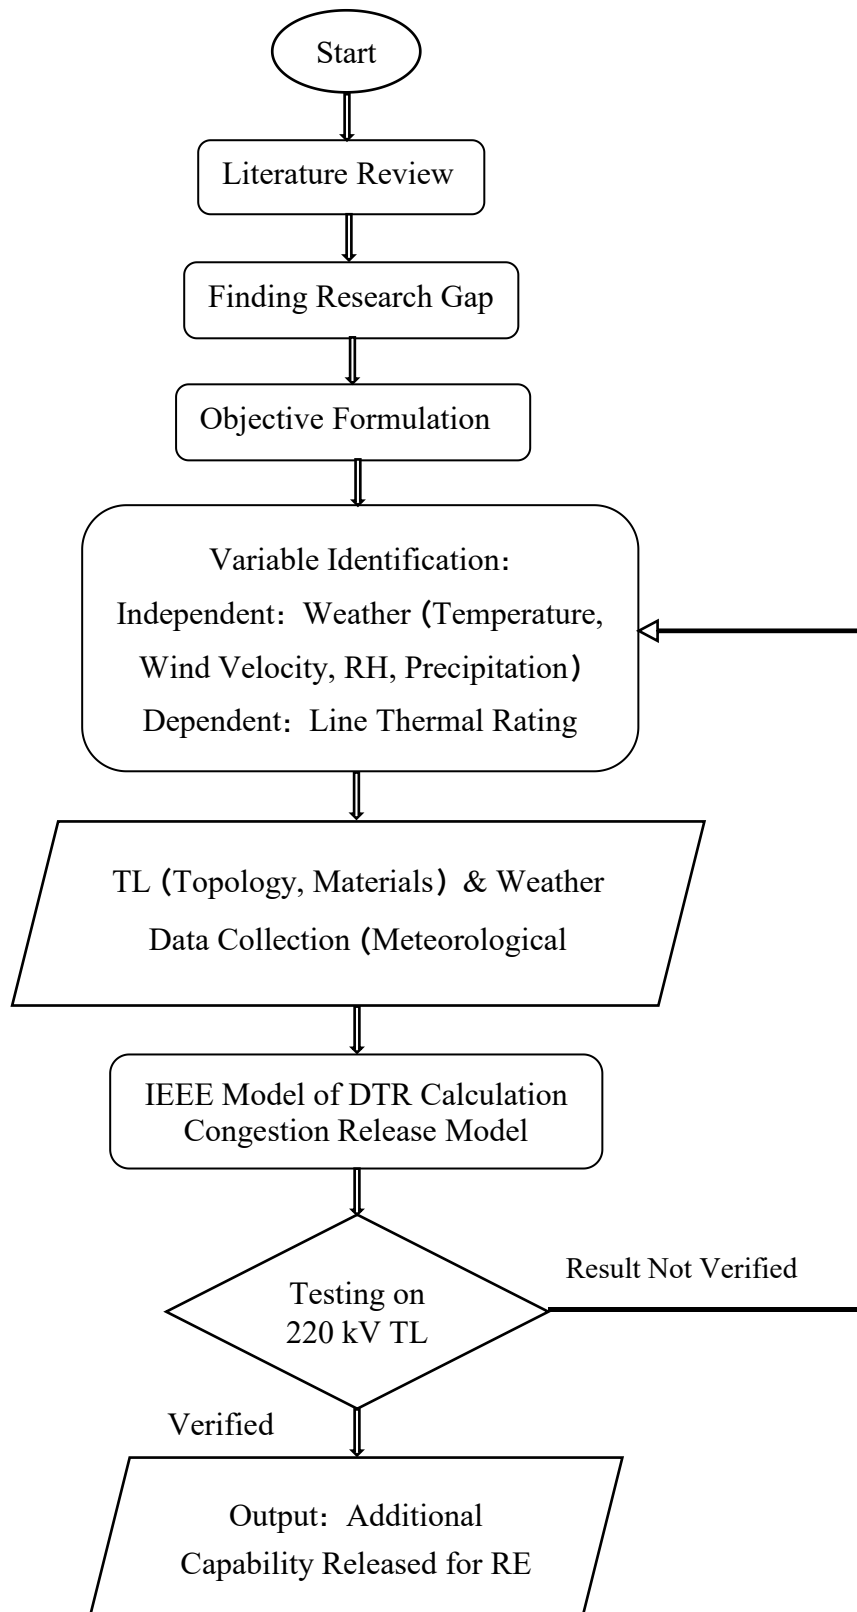 Start
Literature Review
Finding Research Gap
Objective Formulation
Variable Identification:
Independent: Weather (Temperature,
Wind Velocity, RH, Precipitation)
Dependent: Line Thermal Rating
TL (Topology, Materials) & Weather
Data Collection (Meteorological
IEEE Model of DTR Calculation
Congestion Release Model
Result Not Verified
Testing on
220 kV TL
Verified
Output: Additional
Capability Released for RE